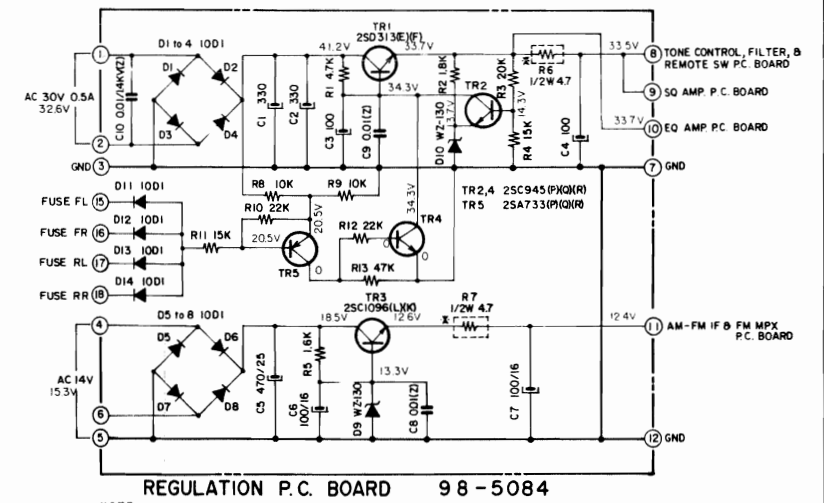 TR1
2SD313(E)(F)
D1 to 4 10D1
41.2V
33.7V
33.5V
1
D1
D2
C10 0.01/1.4KV(Z)
AC 30V 0.5A
32.6V
D3
D4
2
C1 330
C2 330
R1 4.7K
34.3V
C3 100
C9 0.01(Z)
R2 1.8K
TR2
13.7V
D10 WZ-130
R3 20K
14.3V
R4 15K
*
R6
1/2W 4.7
C4 100
8 TONE CONTROL, FILTER, &
REMOTE SW P.C. BOARD
9 SQ AMP. P.C. BOARD
33.7V
10 EQ AMP. P.C BOARD
GND 3
7 GND
D11 10D1
FUSE FL 15
D12 10D1
FUSE FR 16
D13 10D1
FUSE RL 17
D14 10D1
FUSE RR 18
R11 15K
R8 10K
R9 10K
R10 22K
20.5V
20.5V
TR5
0
34.3V
R12 22K
0
TR4
0
R13 47K
TR2,4 2SC945(P)(Q)(R)
TR5 2SA733(P)(Q)(R)
TR3
2SC1096(L)(K)
D5 to 8 10D1
18.5V
12.6V
*
R7
1/2W 4.7
12.4V
4
D5
D6
AC 14V
15.3V
D7
D8
6
5
C5 470/25
R5 1.6K
C6 100/16
13.3V
D9 WZ-130
C8 0.01(Z)
C7 100/16
11 AM-FM IF & FM MPX
P.C. BOARD
12 GND
REGULATION P.C. BOARD 98-5084